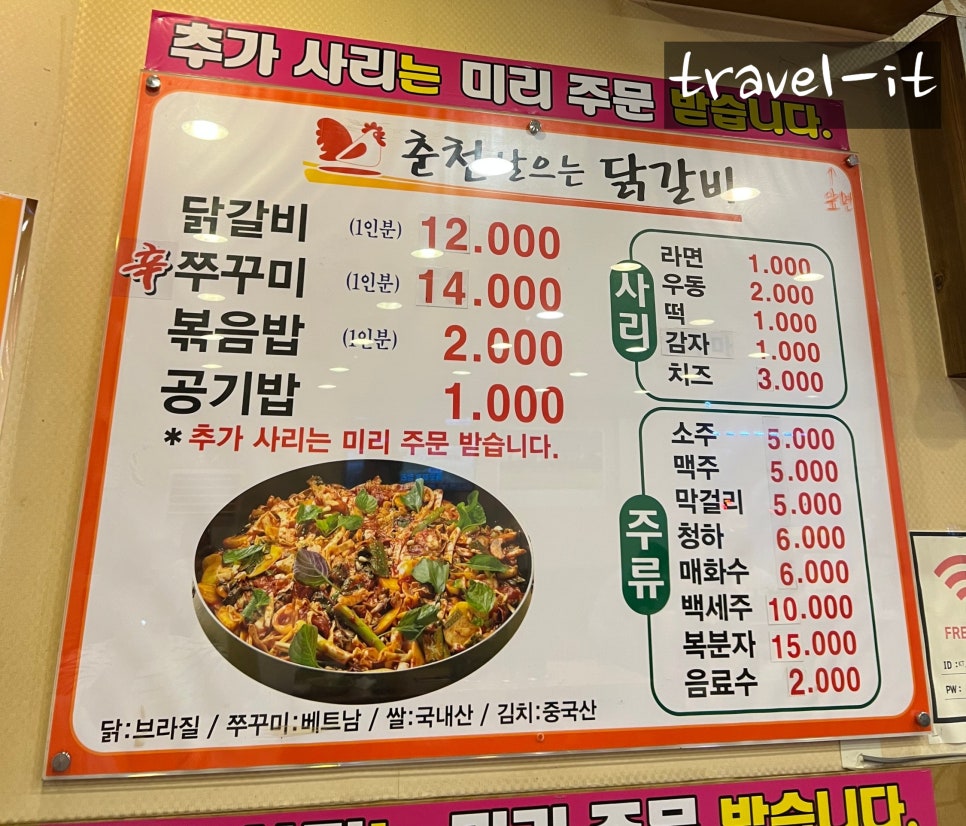 추가 사리는 미리 주문 받습니다.
travel-it
춘천 닭갈비
닭갈비 (1인분) 12.000
辛 쭈꾸미 (1인분) 14.000
볶음밥 (1인분) 2.000
공기밥 1.000
*추가 사리는 미리 주문 받습니다.
사리
라면 1.000
우동 2.000
떡 1.000
감자 1.000
치즈 3.000
주류
소주 5.000
맥주 5.000
막걸리 5.000
청하 6.000
매화수 6.000
백세주 10.000
복분자 15.000
음료수 2.000
닭:브라질 / 쭈꾸미:베트남 / 쌀:국내산 / 김치:중국산
FRE
ID :
PW :
미리 주문 받습니다.